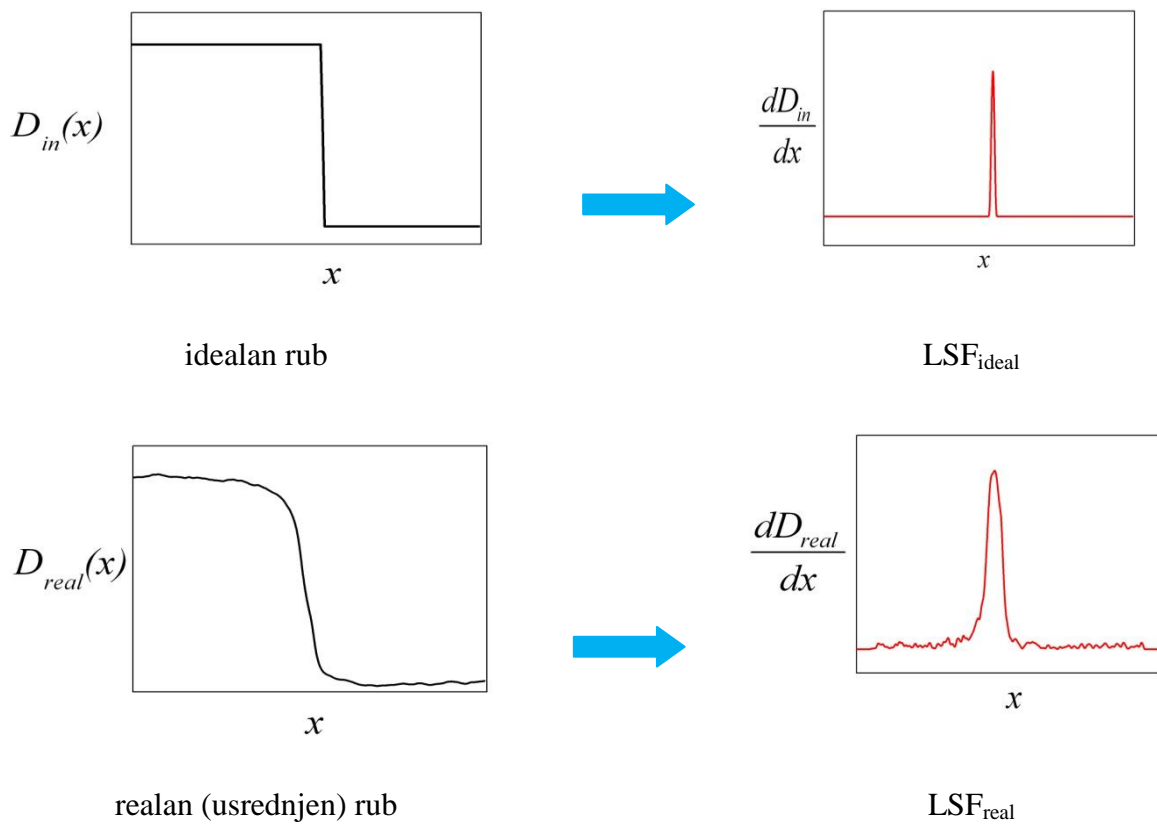 D_in(x)
x
dD_in
dx
x
idealan rub
LSF_ideal
D_real(x)
x
dD_real
dx
x
realan (usrednjen) rub
LSF_real